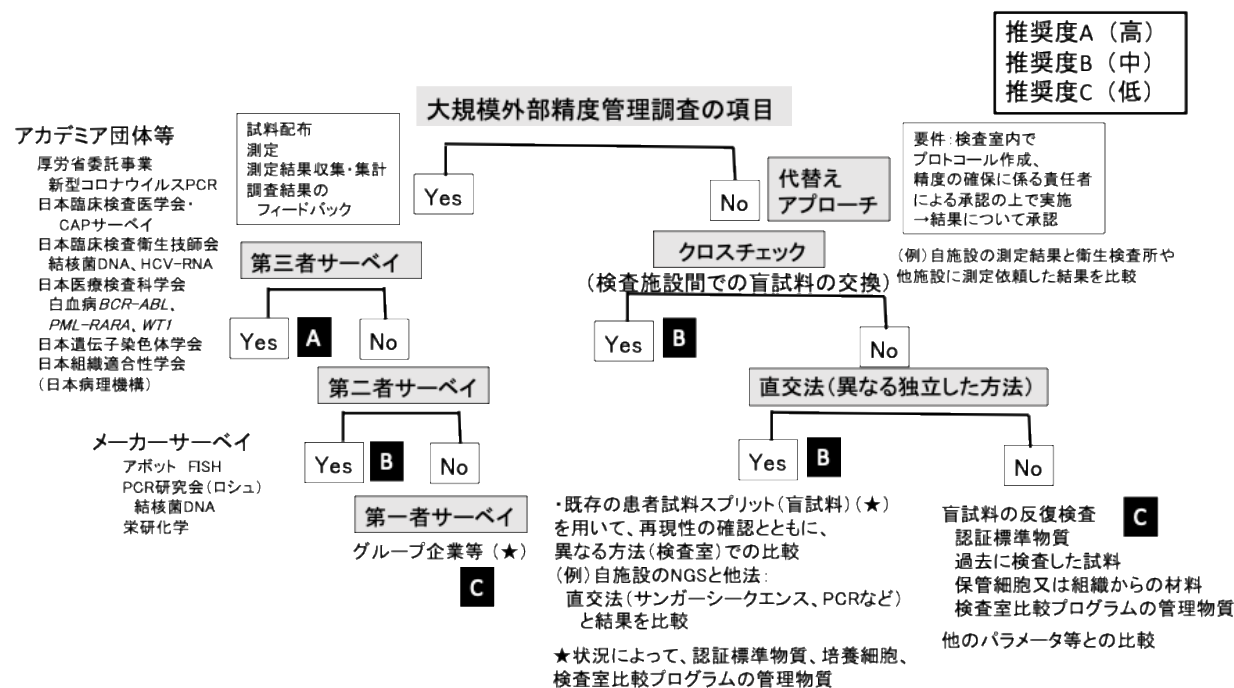 推奨度A（高）
推奨度B（中）
推奨度C（低）
大規模外部精度管理調査の項目
アカデミア団体等
厚労省委託事業
新型コロナウイルスPCR
日本臨床検査医学会・
CAPサーベイ
日本臨床検査衛生技師会
結核菌DNA、HCV-RNA
日本医療検査科学会
白血病BCR-ABL、
PML-RARA、WT1
日本遺伝子染色体学会
日本組織適合性学会
（日本病理機構）
試料配布
測定
測定結果収集・集計
調査結果の
フィードバック
Yes
No
代替え
アプローチ
要件：検査室内で
プロトコール作成、
精度の確保に係る責任者
による承認の上で実施
→結果について承認
第三者サーベイ
クロスチェック
（検査施設間での盲試料の交換）
（例）自施設の測定結果と衛生検査所や
他施設に測定依頼した結果を比較
Yes
A
No
Yes
B
No
第二者サーベイ
直交法（異なる独立した方法）
メーカーサーベイ
アボット　FISH
PCR研究会（ロシュ）
結核菌DNA
栄研化学
Yes
B
No
Yes
B
No
第一者サーベイ
グループ企業等（★）
C
・既存の患者試料スプリット（盲試料）（★）
を用いて、再現性の確認とともに、
異なる方法（検査室）での比較
（例）自施設のNGSと他法：
直交法（サンガーシークエンス、PCRなど）
と結果を比較
★状況によって、認証標準物質、培養細胞、
検査室比較プログラムの管理物質
盲試料の反復検査
C
認証標準物質
過去に検査した試料
保管細胞又は組織からの材料
検査室比較プログラムの管理物質
他のパラメータ等との比較